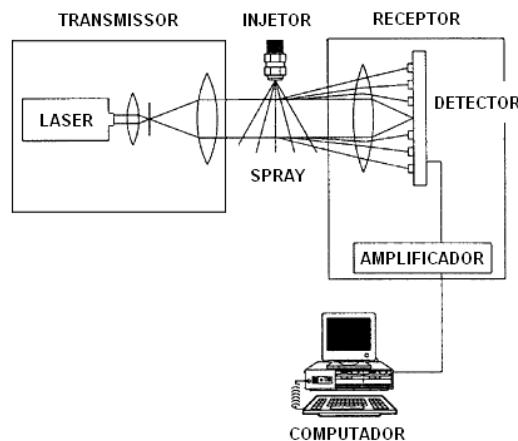 TRANSMISSOR
INJETOR
RECEPTOR
LASER
DETECTOR
SPRAY
AMPLIFICADOR
COMPUTADOR